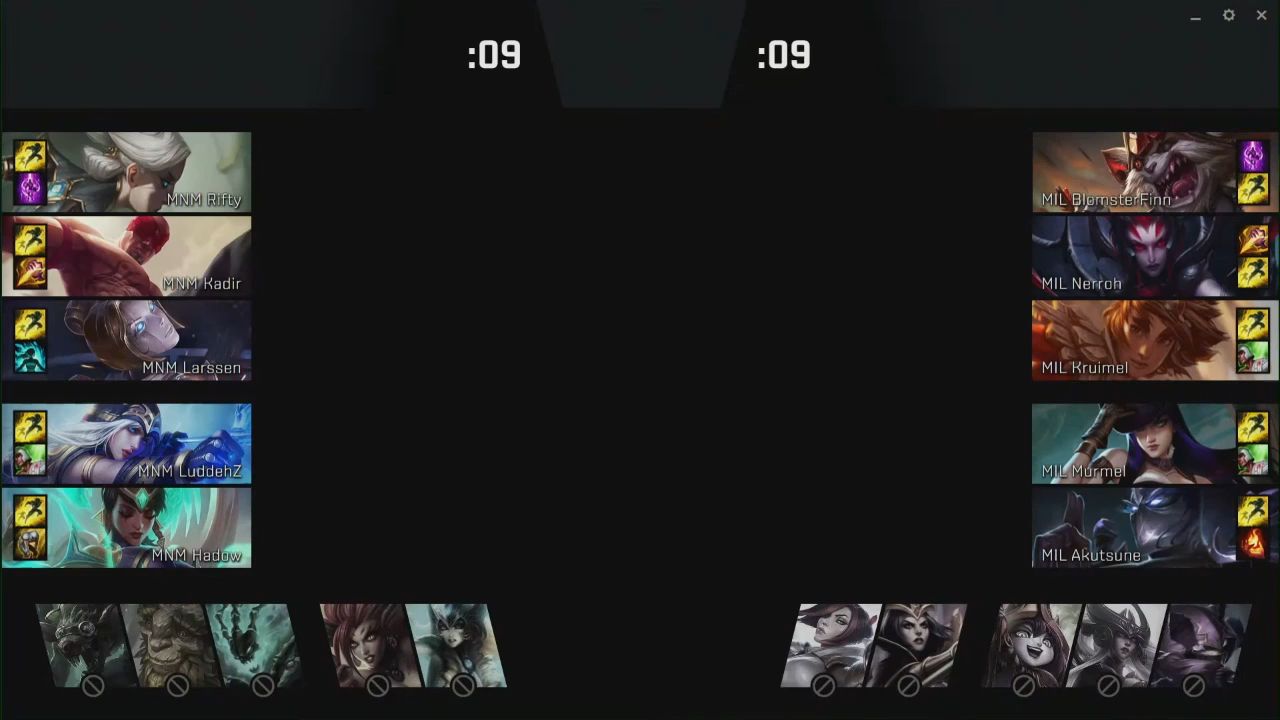 :09
:09
MNM Rifty
MNM Kadir
MNM Larssen
MNM LuddehZ
MNM Hadow
MIL BlomsterFinn
MIL Nerroh
MIL Kruimel
MIL Murmel
MIL Akutsune